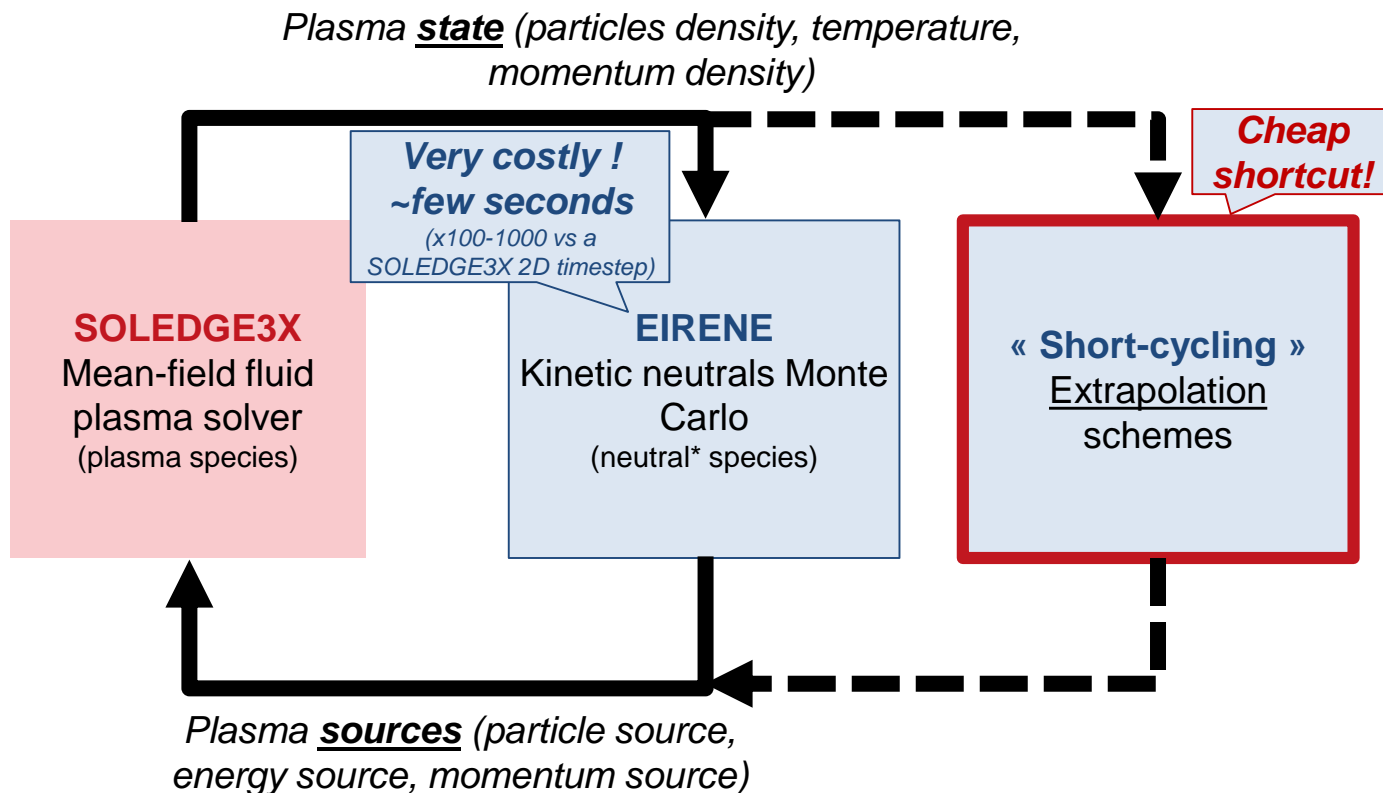 Plasma state (particles density, temperature,
momentum density)
Cheap
shortcut!
Very costly !
~few seconds
(x100-1000 vs a
SOLEDGE3X 2D timestep)
SOLEDGE3X
Mean-field fluid
plasma solver
(plasma species)
EIRENE
Kinetic neutrals Monte
Carlo
(neutral* species)
« Short-cycling »
Extrapolation
schemes
Plasma sources (particle source,
energy source, momentum source)